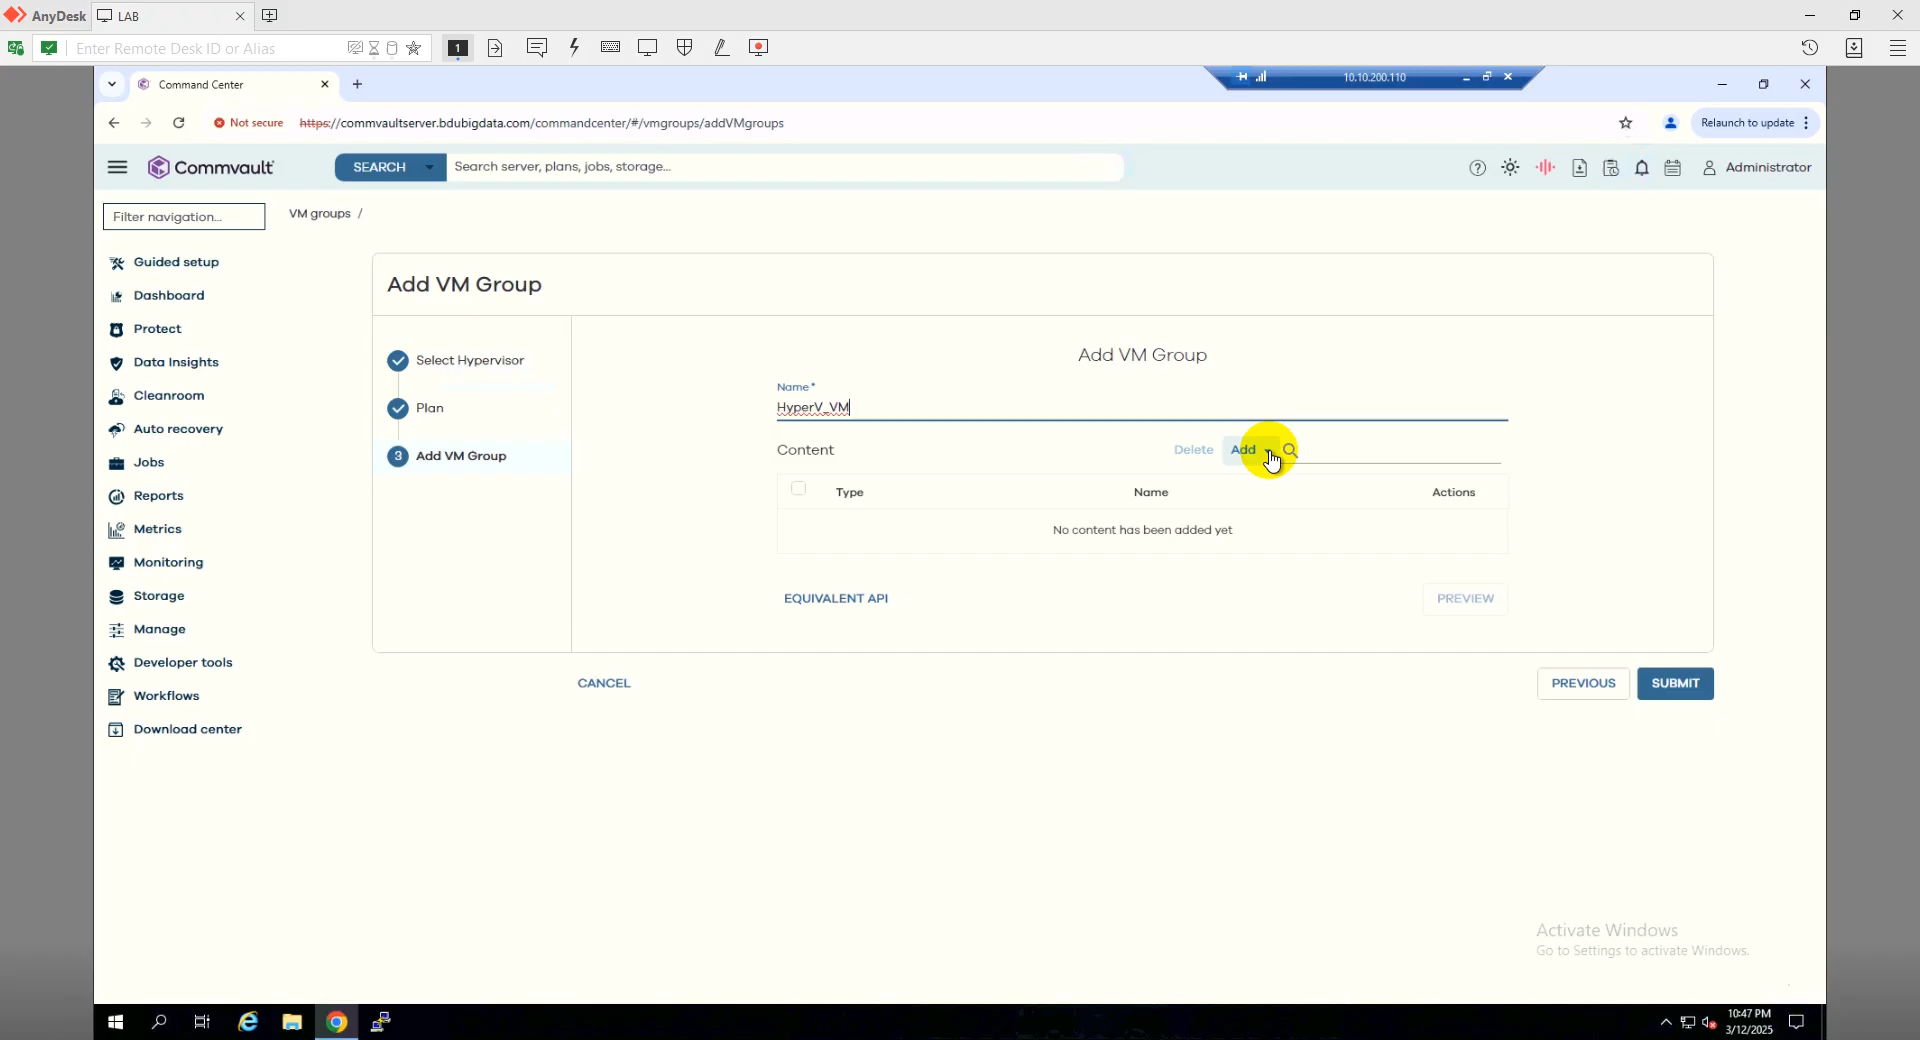 AnyDesk
LAB
Enter Remote Desk ID or Alias
1
Command Center
10.10.200.110
Not secure
https://commvaultserver.bdubigdata.com/commandcenter/#/vmgroups/addVMgroups
Relaunch to update
Commvault
SEARCH
Search server, plans, jobs, storage...
Administrator
Filter navigation...
VM groups /
Guided setup
Dashboard
Protect
Data Insights
Cleanroom
Auto recovery
Jobs
Reports
Metrics
Monitoring
Storage
Manage
Developer tools
Workflows
Download center
Add VM Group
Select Hypervisor
Plan
3 Add VM Group
Add VM Group
Name*
HyperV_VM
Content
Delete
Add
Type Name Actions
No content has been added yet
EQUIVALENT API
PREVIEW
CANCEL
PREVIOUS
SUBMIT
Activate Windows
Go to Settings to activate Windows.
10:47 PM
3/12/2025